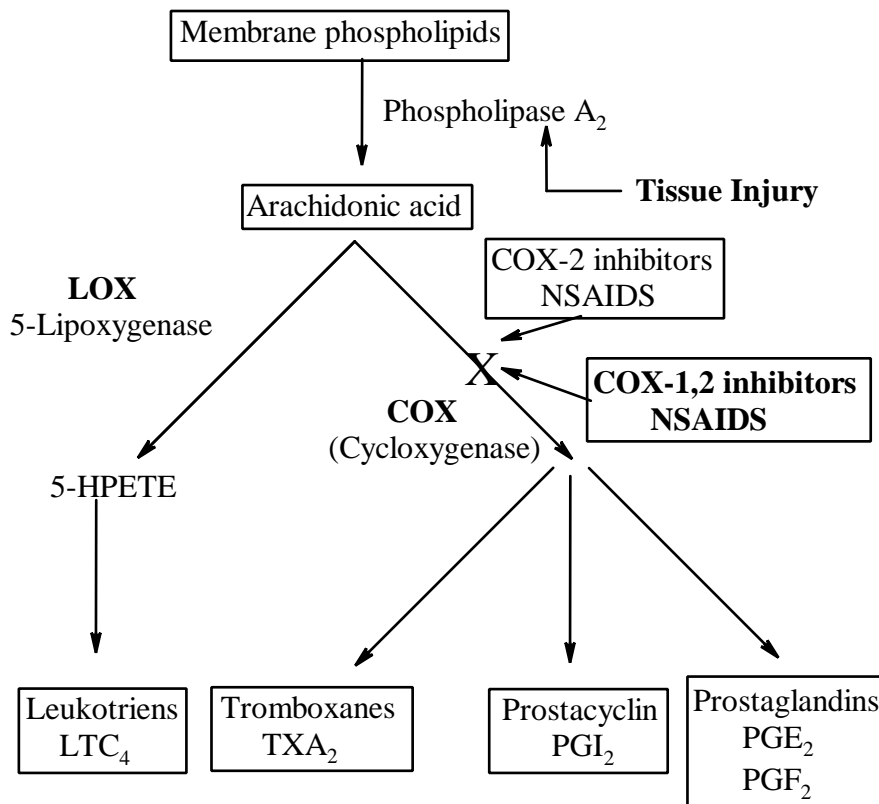 Membrane phospholipids
Phospholipase A₂
Tissue Injury
Arachidonic acid
COX-2 inhibitors
NSAIDS
LOX
5-Lipoxygenase
X
COX-1,2 inhibitors
NSAIDS
COX
(Cycloxygenase)
5-HPETE
Leukotriens
LTC₄
Tromboxanes
TXA₂
Prostacyclin
PGI₂
Prostaglandins
PGE₂
PGF₂